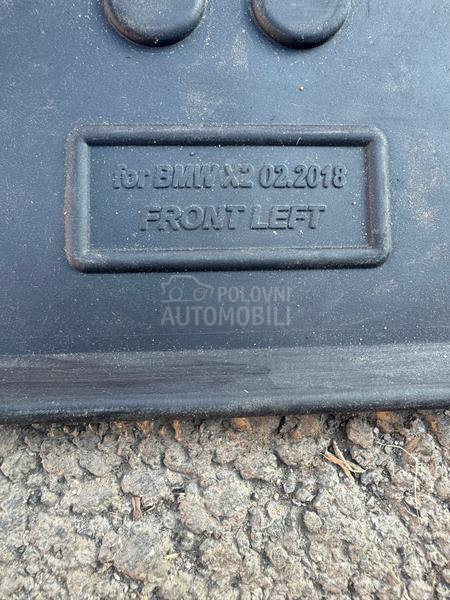 for BMW X2 02.2018
FRONT LEFT
POLOVNI
AUTOMOBILI